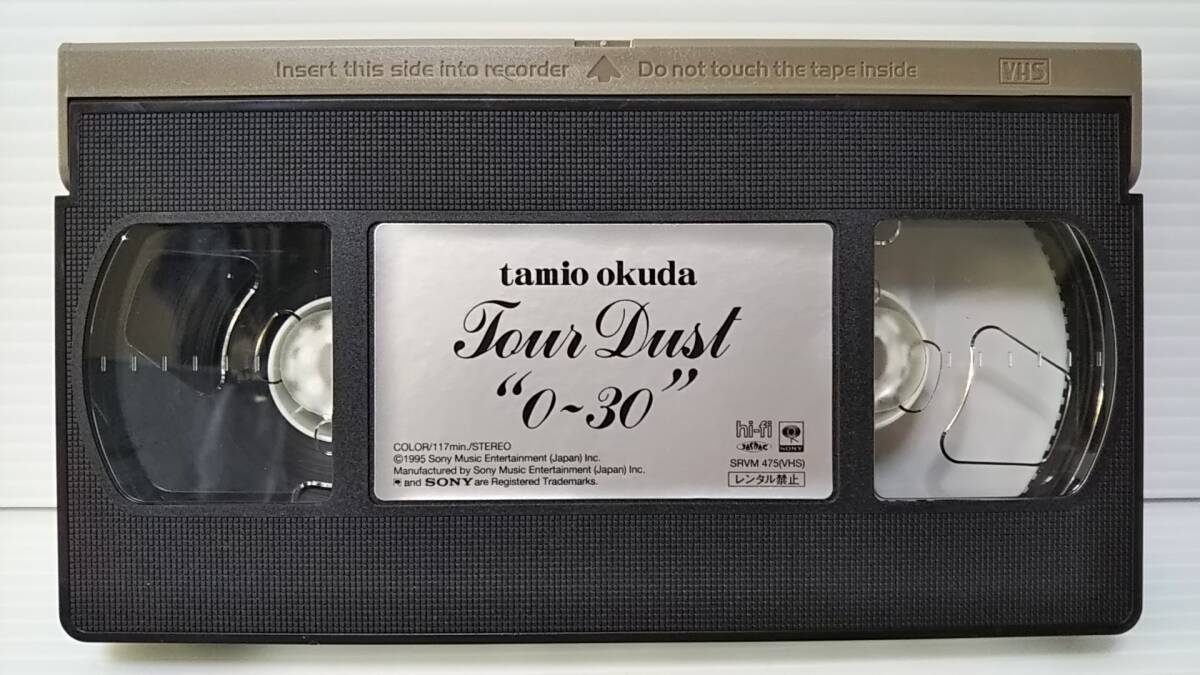 Insert this side into recorder Do not touch the tape inside VHS
tamio okuda
Tour Dust
"0~30"
COLOR/117min./STEREO
©1995 Sony Music Entertainment (Japan) Inc.
Manufactured by Sony Music Entertainment (Japan) Inc.
and SONY are Registered Trademarks.
hi-fi
SONY
SRVM 475(VHS)
レンタル禁止